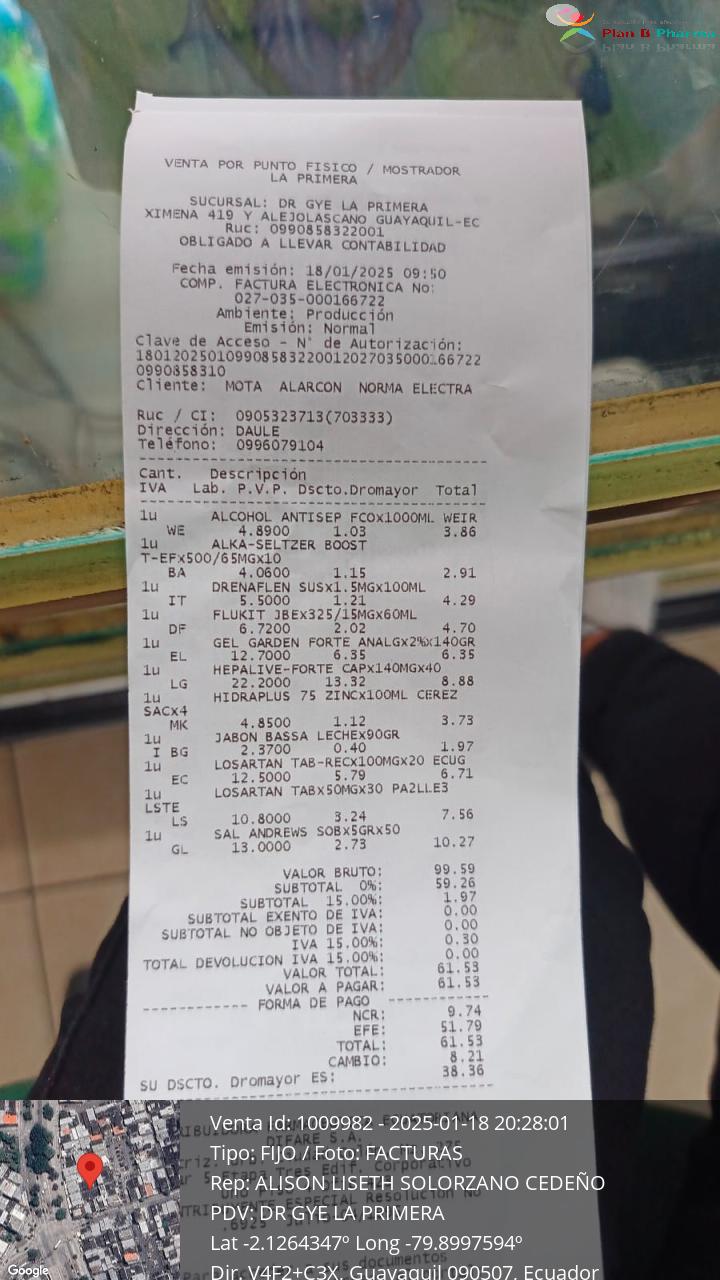 Plan B Pharma
VENTA POR PUNTO FISICO / MOSTRADOR
LA PRIMERA
SUCURSAL: DR GYE LA PRIMERA
XIMENA 419 Y ALEJOLASCANO GUAYAQUIL-EC
Ruc: 0990858322001
OBLIGADO A LLEVAR CONTABILIDAD
Fecha emisión: 18/01/2025 09:50
COMP. FACTURA ELECTRONICA No:
027-035-000166722
Ambiente: Producción
Emisión: Normal
Clave de Acceso - N° de Autorización:
180120250109908583220012027035000166722
0990858310
Cliente: MOTA ALARCON NORMA ELECTRA
Ruc / CI: 0905323713(703333)
Dirección: DAULE
Teléfono: 0996079104
Cant. Descripción
IVA Lab. P.V.P. Dscto.Dromayor Total
1u ALCOHOL ANTISEP FCOx1000ML WEIR
WE 4.8900 1.03 3.86
1u ALKA-SELTZER BOOST
T-EFx500/65MGx10
BA 4.0600 1.15 2.91
1u DRENAFLEN SUSx1.5MGx100ML
IT 5.5000 1.21 4.29
1u FLUKIT JBEx325/15MGx60ML
DF 6.7200 2.02 4.70
1u GEL GARDEN FORTE ANALGx2%x140GR
EL 12.7000 6.35 6.35
1u HEPALIVE-FORTE CAPx140MGx40
LG 22.2000 13.32 8.88
1u HIDRAPLUS 75 ZINCx100ML CEREZ
SACx4
MK 4.8500 1.12 3.73
1u JABON BASSA LECHEx90GR
I BG 2.3700 0.40 1.97
1u LOSARTAN TAB-RECx100MGx20 ECUG
EC 12.5000 5.79 6.71
1u LOSARTAN TABx50MGx30 PA2LLE3
LSTE
LS 10.8000 3.24 7.56
1u SAL ANDREWS SOBx5GRx50
GL 13.0000 2.73 10.27
VALOR BRUTO: 99.59
SUBTOTAL 0%: 59.26
SUBTOTAL 15.00%: 1.97
SUBTOTAL EXENTO DE IVA: 0.00
SUBTOTAL NO OBJETO DE IVA: 0.00
IVA 15.00%: 0.30
TOTAL DEVOLUCION IVA 15.00%: 0.00
VALOR TOTAL: 61.53
VALOR A PAGAR: 61.53
FORMA DE PAGO
NCR: 9.74
EFE: 51.79
TOTAL: 61.53
CAMBIO: 8.21
SU DSCTO. Dromayor ES: 38.36
DIFARE S.A.
Tres Edif. Corporativo
ESPECIAL Resolución No
Venta Id: 1009982 - 2025-01-18 20:28:01
Tipo: FIJO / Foto: FACTURAS
Rep: ALISON LISETH SOLORZANO CEDEÑO
PDV: DR GYE LA PRIMERA
Lat -2.1264347º Long -79.8997594º
Dir. V4F2+C3X, Guayaquil 090507, Ecuador
Google